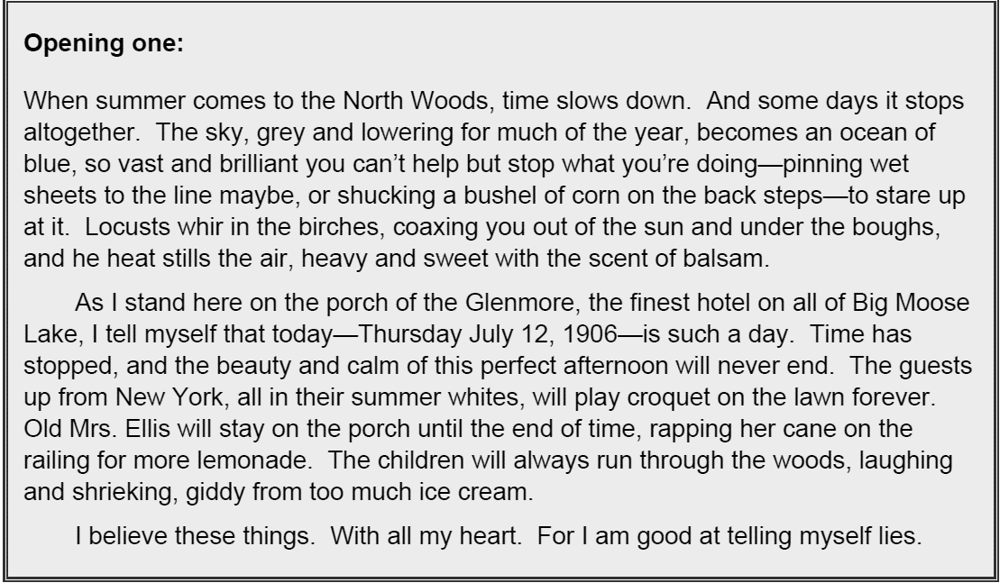 Opening one:
When summer comes to the North Woods, time slows down.  And some days it stops
altogether.  The sky, grey and lowering for much of the year, becomes an ocean of
blue, so vast and brilliant you can’t help but stop what you’re doing—pinning wet
sheets to the line maybe, or shucking a bushel of corn on the back steps—to stare up
at it.  Locusts whir in the birches, coaxing you out of the sun and under the boughs,
and he heat stills the air, heavy and sweet with the scent of balsam.
As I stand here on the porch of the Glenmore, the finest hotel on all of Big Moose
Lake, I tell myself that today—Thursday July 12, 1906—is such a day.  Time has
stopped, and the beauty and calm of this perfect afternoon will never end.  The guests
up from New York, all in their summer whites, will play croquet on the lawn forever.
Old Mrs. Ellis will stay on the porch until the end of time, rapping her cane on the
railing for more lemonade.  The children will always run through the woods, laughing
and shrieking, giddy from too much ice cream.
I believe these things.  With all my heart.  For I am good at telling myself lies.